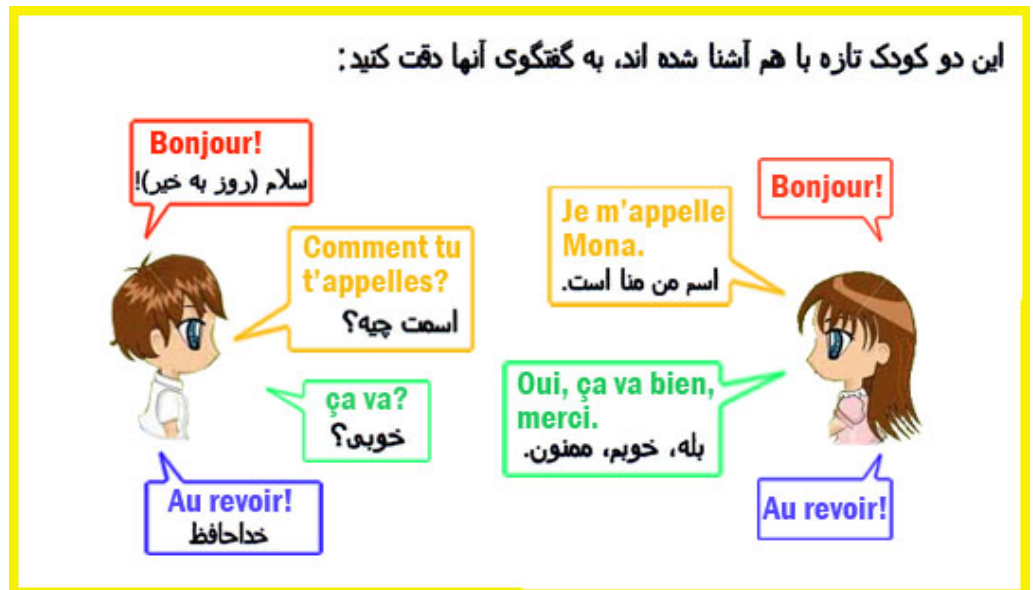 این دو کودک تازه با هم آشنا شده اند، به گفتگوی آنها دقت کنید:
Bonjour!
سلام (روز به خیر)!
Bonjour!
Comment tu
t'appelles?
اسمت چیه؟
Je m'appelle
Mona.
اسم من منا است.
ça va?
خوبی؟
Oui, ça va bien,
merci.
بله، خوبم، ممنون.
Au revoir!
خداحافظ
Au revoir!